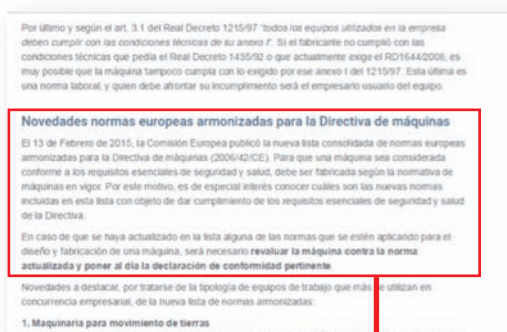 Por último y según el art. 3.1 del Real Decreto 1215/97 "todos los equipos utilizados en la empresa
deben cumplir con las condiciones técnicas de su anexo I". Si el fabricante no cumplió con las
condiciones técnicas que pedía el Real Decreto 1435/92 o que actualmente exige el RD1644/2008, es
muy posible que la máquina tampoco cumpla con lo exigido por ese anexo I del 1215/97. Esta última es
una norma laboral, y quien debe afrontar su incumplimiento será el empresario usuario del equipo.
Novedades normas europeas armonizadas para la Directiva de máquinas
El 13 de Febrero de 2015, la Comisión Europea publicó la nueva lista consolidada de normas europeas
armonizadas para la Directiva de máquinas (2006/42/CE). Para que una máquina sea considerada
conforme a los requisitos esenciales de seguridad y salud, debe ser fabricada según la normativa de
máquinas en vigor. Por este motivo, es de especial interés conocer cuáles son las nuevas normas
incluidas en esta lista con objeto de dar cumplimiento de los requisitos esenciales de seguridad y salud
de la Directiva.
En caso de que se haya actualizado en la lista alguna de las normas que se estén aplicando para el
diseño y fabricación de una máquina, será necesario revaluar la máquina contra la norma
actualizada y poner al día la declaración de conformidad pertinente.
Novedades a destacar, por tratarse de la tipología de equipos de trabajo que más se utilizan en
concurrencia empresarial, de la nueva lista de normas armonizadas:
1. Maquinaria para movimiento de tierras